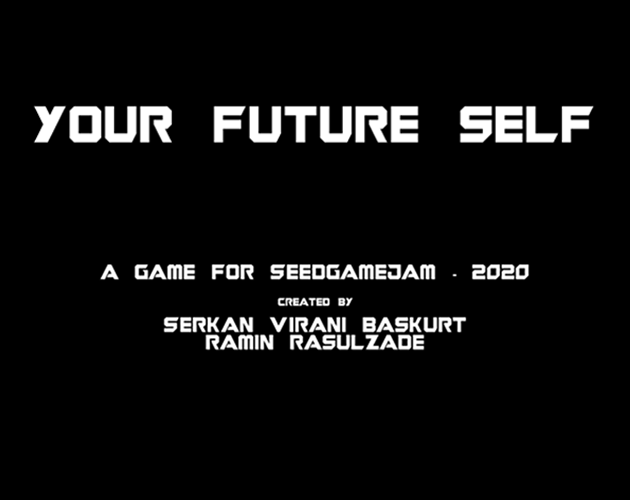 YOUR FUTURE SELF
A GAME FOR SEEDGAMEJAM - 2020
CREATED BY
SERKAN VIRANI BASKURT
RAMIN RASULZADE